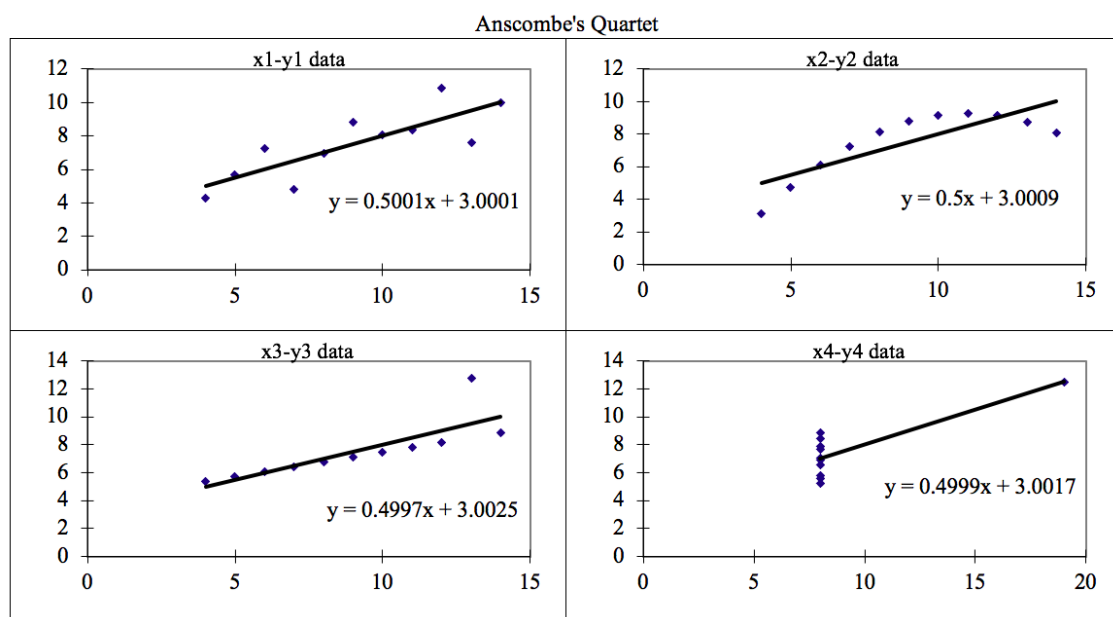 Anscombe's Quartet
x1-y1 data
12
10
8
6
4
2
0
0 5 10 15
y = 0.5001x + 3.0001
x2-y2 data
12
10
8
6
4
2
0
0 5 10 15
y = 0.5x + 3.0009
x3-y3 data
14
12
10
8
6
4
2
0
0 5 10 15
y = 0.4997x + 3.0025
x4-y4 data
14
12
10
8
6
4
2
0
0 5 10 15 20
y = 0.4999x + 3.0017